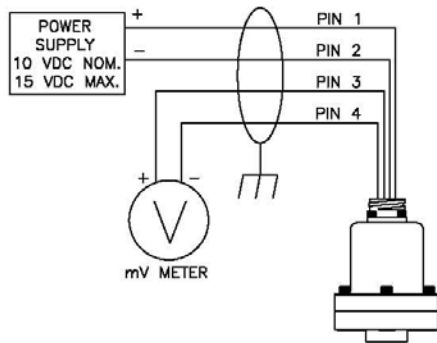 POWER
SUPPLY
10 VDC NOM.
15 VDC MAX.
+
−
PIN 1
PIN 2
PIN 3
PIN 4
+ −
V
mV METER